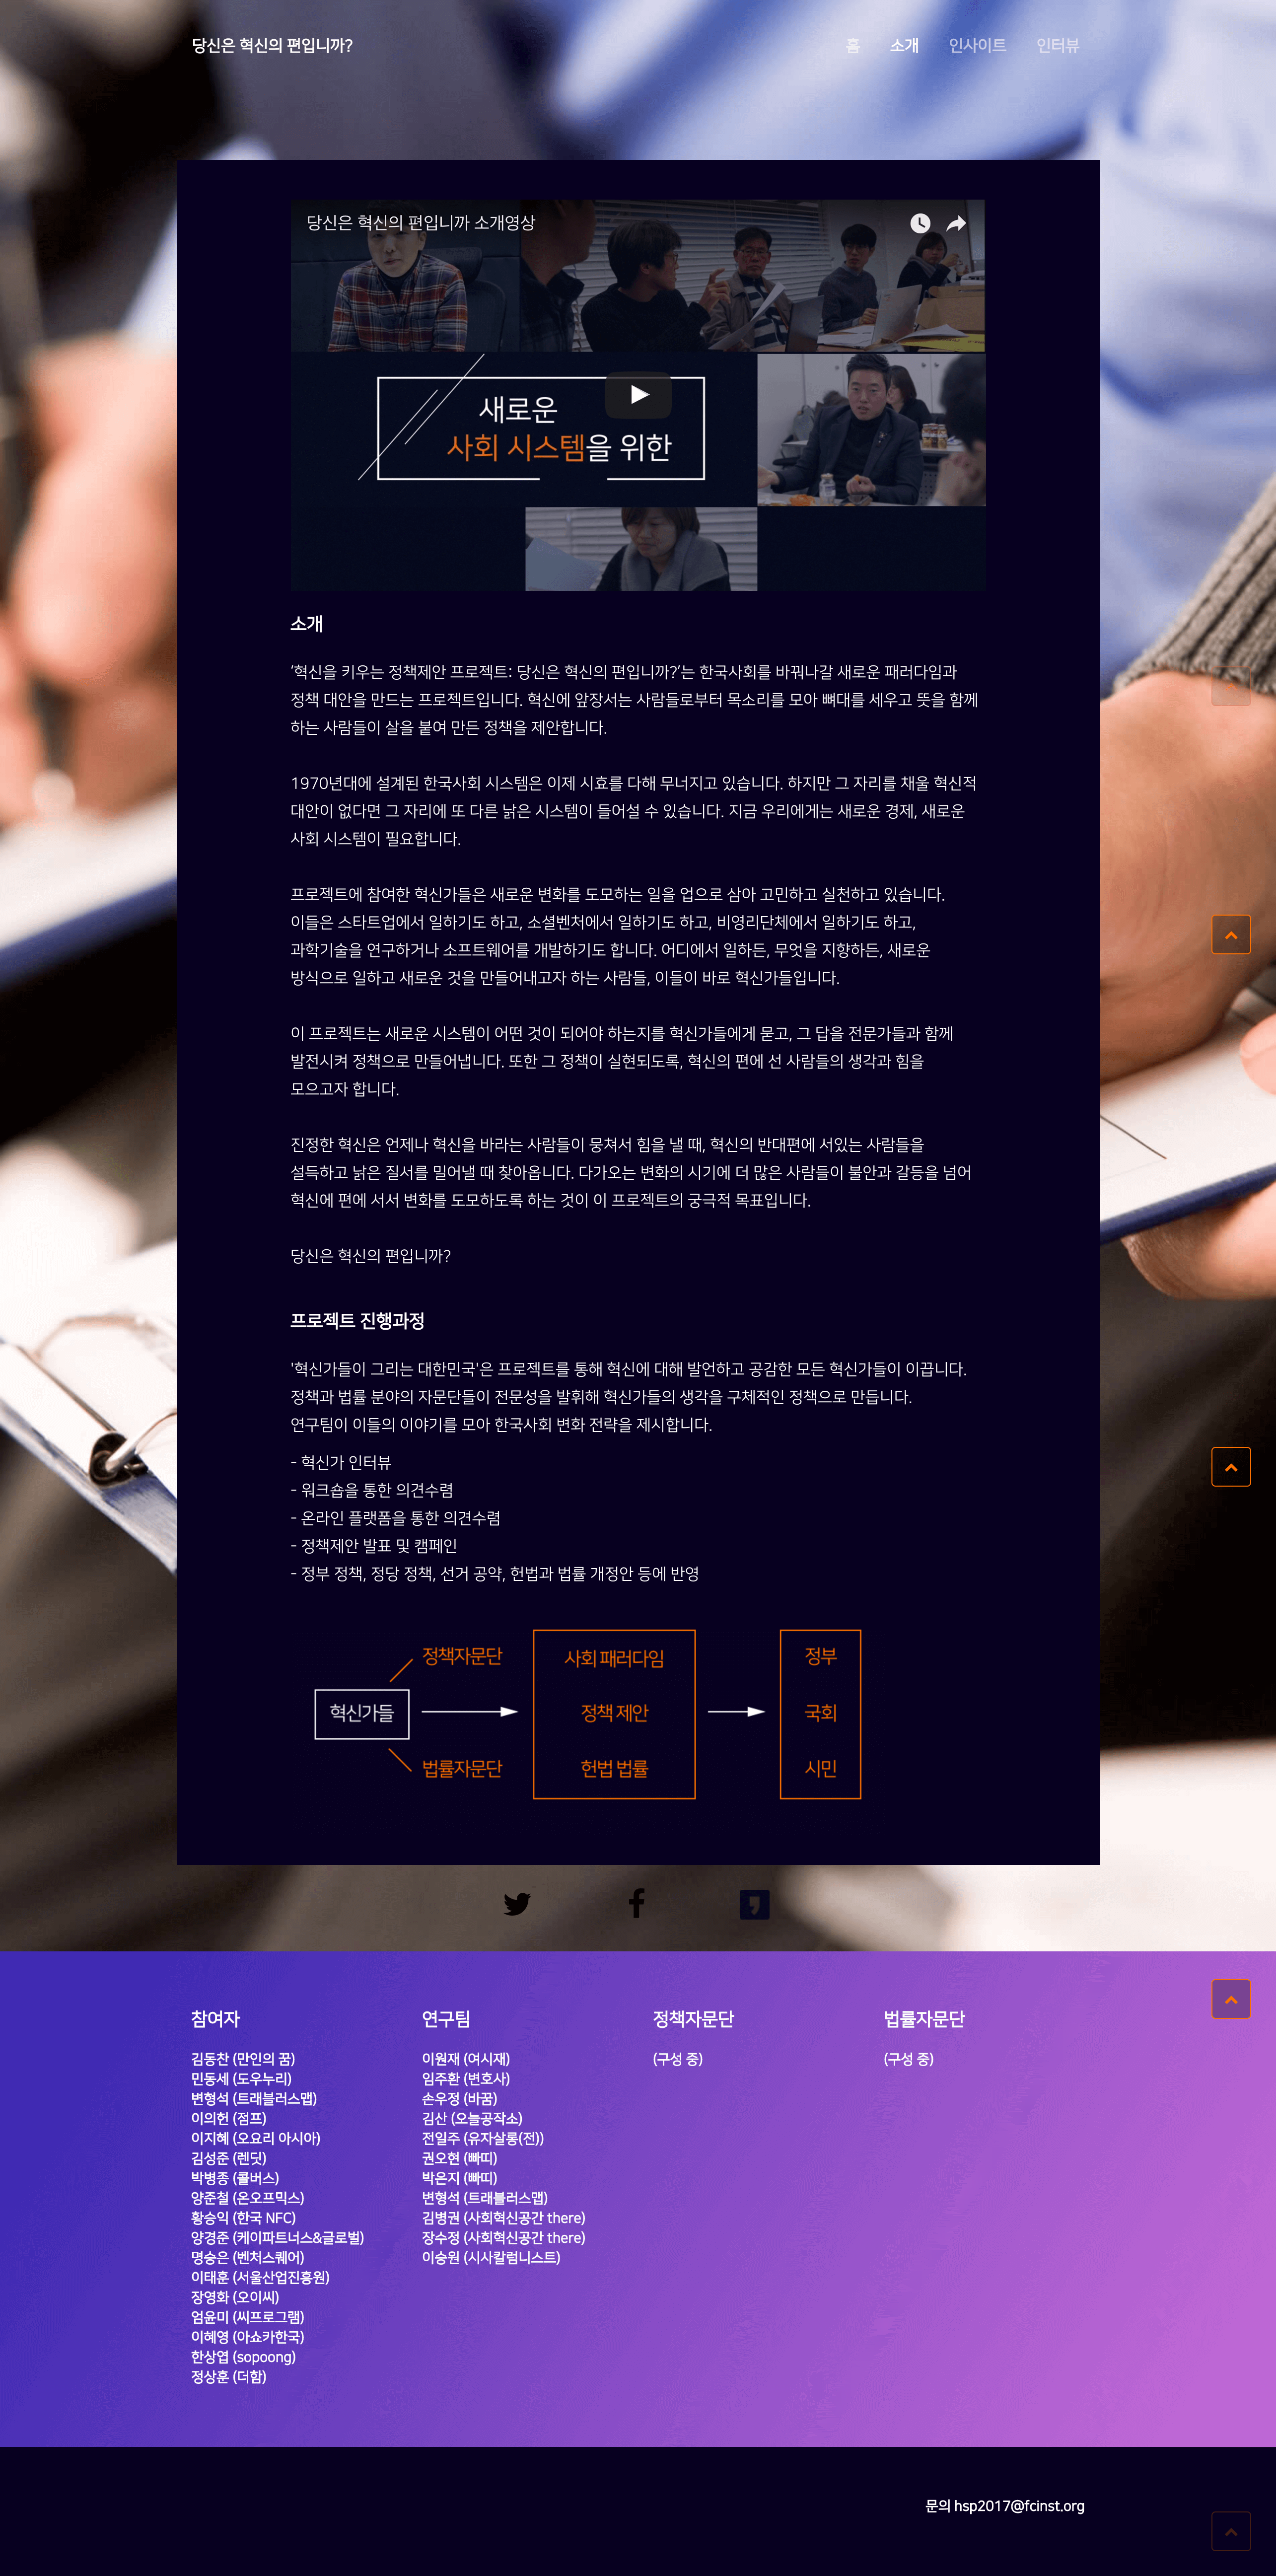 당신은 혁신의 편입니까?
홈 소개 인사이트 인터뷰
당신은 혁신의 편입니까 소개영상
새로운
사회 시스템을 위한
소개
‘혁신을 키우는 정책제안 프로젝트: 당신은 혁신의 편입니까?’는 한국사회를 바꿔나갈 새로운 패러다임과
정책 대안을 만드는 프로젝트입니다. 혁신에 앞장서는 사람들로부터 목소리를 모아 뼈대를 세우고 뜻을 함께
하는 사람들이 살을 붙여 만든 정책을 제안합니다.
1970년대에 설계된 한국사회 시스템은 이제 시효를 다해 무너지고 있습니다. 하지만 그 자리를 채울 혁신적
대안이 없다면 그 자리에 또 다른 낡은 시스템이 들어설 수 있습니다. 지금 우리에게는 새로운 경제, 새로운
사회 시스템이 필요합니다.
프로젝트에 참여한 혁신가들은 새로운 변화를 도모하는 일을 업으로 삼아 고민하고 실천하고 있습니다.
이들은 스타트업에서 일하기도 하고, 소셜벤처에서 일하기도 하고, 비영리단체에서 일하기도 하고,
과학기술을 연구하거나 소프트웨어를 개발하기도 합니다. 어디에서 일하든, 무엇을 지향하든, 새로운
방식으로 일하고 새로운 것을 만들어내고자 하는 사람들, 이들이 바로 혁신가들입니다.
이 프로젝트는 새로운 시스템이 어떤 것이 되어야 하는지를 혁신가들에게 묻고, 그 답을 전문가들과 함께
발전시켜 정책으로 만들어냅니다. 또한 그 정책이 실현되도록, 혁신의 편에 선 사람들의 생각과 힘을
모으고자 합니다.
진정한 혁신은 언제나 혁신을 바라는 사람들이 뭉쳐서 힘을 낼 때, 혁신의 반대편에 서있는 사람들을
설득하고 낡은 질서를 밀어낼 때 찾아옵니다. 다가오는 변화의 시기에 더 많은 사람들이 불안과 갈등을 넘어
혁신에 편에 서서 변화를 도모하도록 하는 것이 이 프로젝트의 궁극적 목표입니다.
당신은 혁신의 편입니까?
프로젝트 진행과정
'혁신가들이 그리는 대한민국'은 프로젝트를 통해 혁신에 대해 발언하고 공감한 모든 혁신가들이 이끕니다.
정책과 법률 분야의 자문단들이 전문성을 발휘해 혁신가들의 생각을 구체적인 정책으로 만듭니다.
연구팀이 이들의 이야기를 모아 한국사회 변화 전략을 제시합니다.
- 혁신가 인터뷰
- 워크숍을 통한 의견수렴
- 온라인 플랫폼을 통한 의견수렴
- 정책제안 발표 및 캠페인
- 정부 정책, 정당 정책, 선거 공약, 헌법과 법률 개정안 등에 반영
혁신가들
정책자문단
법률자문단
사회 패러다임
정책 제안
헌법 법률
정부
국회
시민
참여자
김동찬 (만인의 꿈)
민동세 (도우누리)
변형석 (트래블러스맵)
이의헌 (점프)
이지혜 (오요리 아시아)
김성준 (렌딧)
박병종 (콜버스)
양준철 (온오프믹스)
황승익 (한국 NFC)
양경준 (케이파트너스&글로벌)
명승은 (벤처스퀘어)
이태훈 (서울산업진흥원)
장영화 (오이씨)
엄윤미 (씨프로그램)
이혜영 (아쇼카한국)
한상엽 (sopoong)
정상훈 (더함)
연구팀
이원재 (여시재)
임주환 (변호사)
손우정 (바꿈)
김산 (오늘공작소)
전일주 (유자살롱(전))
권오현 (빠띠)
박은지 (빠띠)
변형석 (트래블러스맵)
김병권 (사회혁신공간 there)
장수정 (사회혁신공간 there)
이승원 (시사칼럼니스트)
정책자문단
(구성 중)
법률자문단
(구성 중)
문의 hsp2017@fcinst.org